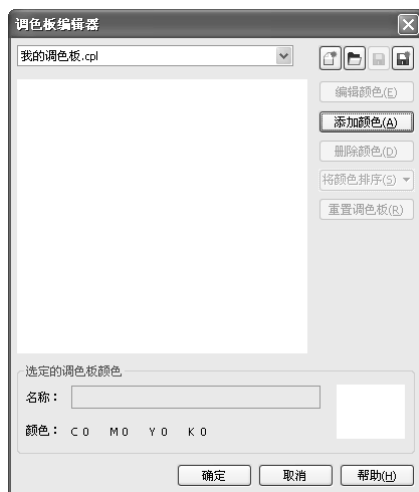 调色板编辑器
我的调色板.cpl
编辑颜色(E)
添加颜色(A)
删除颜色(D)
将颜色排序(S)
重置调色板(R)
选定的调色板颜色
名称：
颜色： C 0 M 0 Y 0 K 0
确定 取消 帮助(H)